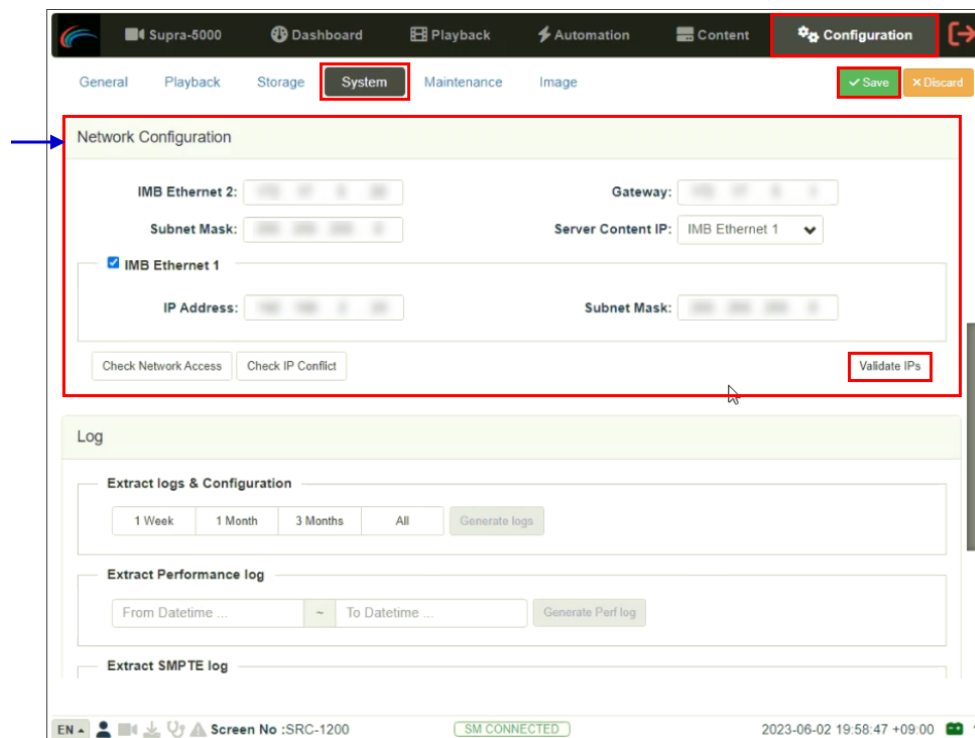 Supra-5000 Dashboard Playback Automation Content Configuration
General Playback Storage System Maintenance Image Save Discard
Network Configuration
IMB Ethernet 2: Gateway:
Subnet Mask: Server Content IP: IMB Ethernet 1
IMB Ethernet 1
IP Address: Subnet Mask:
Check Network Access Check IP Conflict Validate IPs
Log
Extract logs & Configuration
1 Week 1 Month 3 Months All Generate logs
Extract Performance log
From Datetime ... ~ To Datetime ... Generate Perf log
Extract SMPTE log
EN Screen No :SRC-1200 SM CONNECTED 2023-06-02 19:58:47 +09:00